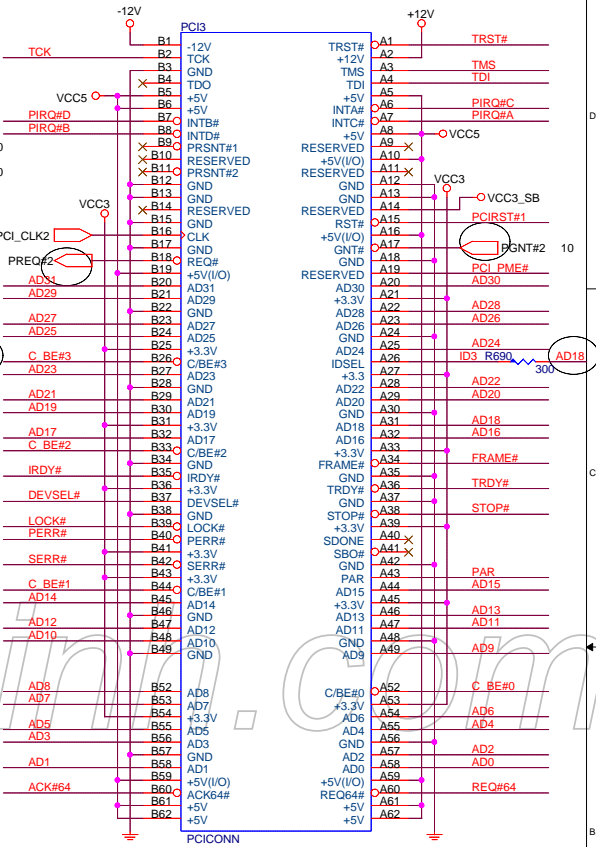 -12V +12V
PCI3
B1 -12V TRST# A1 TRST#
TCK B2 TCK +12V A2
B3 GND TMS A3 TMS
B4 TDO TDI A4 TDI
VCC5 B5 +5V +5V A5
B6 +5V INTA# A6 PIRQ#C
PIRQ#D B7 INTB# INTC# A7 PIRQ#A
PIRQ#B B8 INTD# +5V A8 VCC5
B9 PRSNT#1 RESERVED A9
B10 RESERVED +5V(I/O) A10
B11 PRSNT#2 RESERVED A11
B12 GND GND A12 VCC3
B13 GND GND A13 VCC3_SB
VCC3 B14 RESERVED RESERVED A14
B15 GND RST# A15 PCIRST#1
PCI_CLK2 B16 CLK +5V(I/O) A16
B17 GND GNT# A17 PGNT#2 10
PREQ#2 B18 REQ# GND A18
B19 +5V(I/O) RESERVED A19 PCI_PME#
AD31 B20 AD31 AD30 A20 AD30
AD29 B21 AD29 +3.3V A21
B22 GND AD28 A22 AD28
AD27 B23 AD27 AD26 A23 AD26
AD25 B24 AD25 GND A24
B25 +3.3V AD24 A25 AD24
C_BE#3 B26 C/BE#3 IDSEL A26 ID3 R690 300 AD18
AD23 B27 AD23 +3.3 A27
B28 GND AD22 A28 AD22
AD21 B29 AD21 AD20 A29 AD20
AD19 B30 AD19 GND A30
B31 +3.3V AD18 A31 AD18
AD17 B32 AD17 AD16 A32 AD16
C_BE#2 B33 C/BE#2 +3.3V A33
B34 GND FRAME# A34 FRAME#
IRDY# B35 IRDY# GND A35
B36 +3.3V TRDY# A36 TRDY#
DEVSEL# B37 DEVSEL# GND A37
B38 GND STOP# A38 STOP#
LOCK# B39 LOCK# +3.3V A39
PERR# B40 PERR# SDONE A40
B41 +3.3V SBO# A41
SERR# B42 SERR# GND A42
B43 +3.3V PAR A43 PAR
C_BE#1 B44 C/BE#1 AD15 A44 AD15
AD14 B45 AD14 +3.3V A45
B46 GND AD13 A46 AD13
AD12 B47 AD12 AD11 A47 AD11
AD10 B48 AD10 GND A48
B49 GND AD9 A49 AD9
AD8 B52 AD8 C/BE#0 A52 C_BE#0
AD7 B53 AD7 +3.3V A53
B54 +3.3V AD6 A54 AD6
AD5 B55 AD5 AD4 A55 AD4
AD3 B56 AD3 GND A56
B57 GND AD2 A57 AD2
AD1 B58 AD1 AD0 A58 AD0
B59 +5V(I/O) +5V(I/O) A59
ACK#64 B60 ACK64# REQ64# A60 REQ#64
B61 +5V +5V A61
B62 +5V +5V A62
PCICONN
D
C
B
inn.com